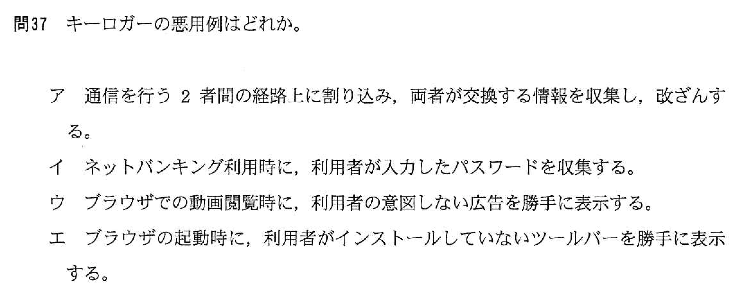 問37 キーロガーの悪用例はどれか。
ア 通信を行う 2 者間の経路上に割り込み，両者が交換する情報を収集し，改ざんす
る。
イ ネットバンキング利用時に，利用者が入力したパスワードを収集する。
ウ ブラウザでの動画閲覧時に，利用者の意図しない広告を勝手に表示する。
エ ブラウザの起動時に，利用者がインストールしていないツールバーを勝手に表示
する。